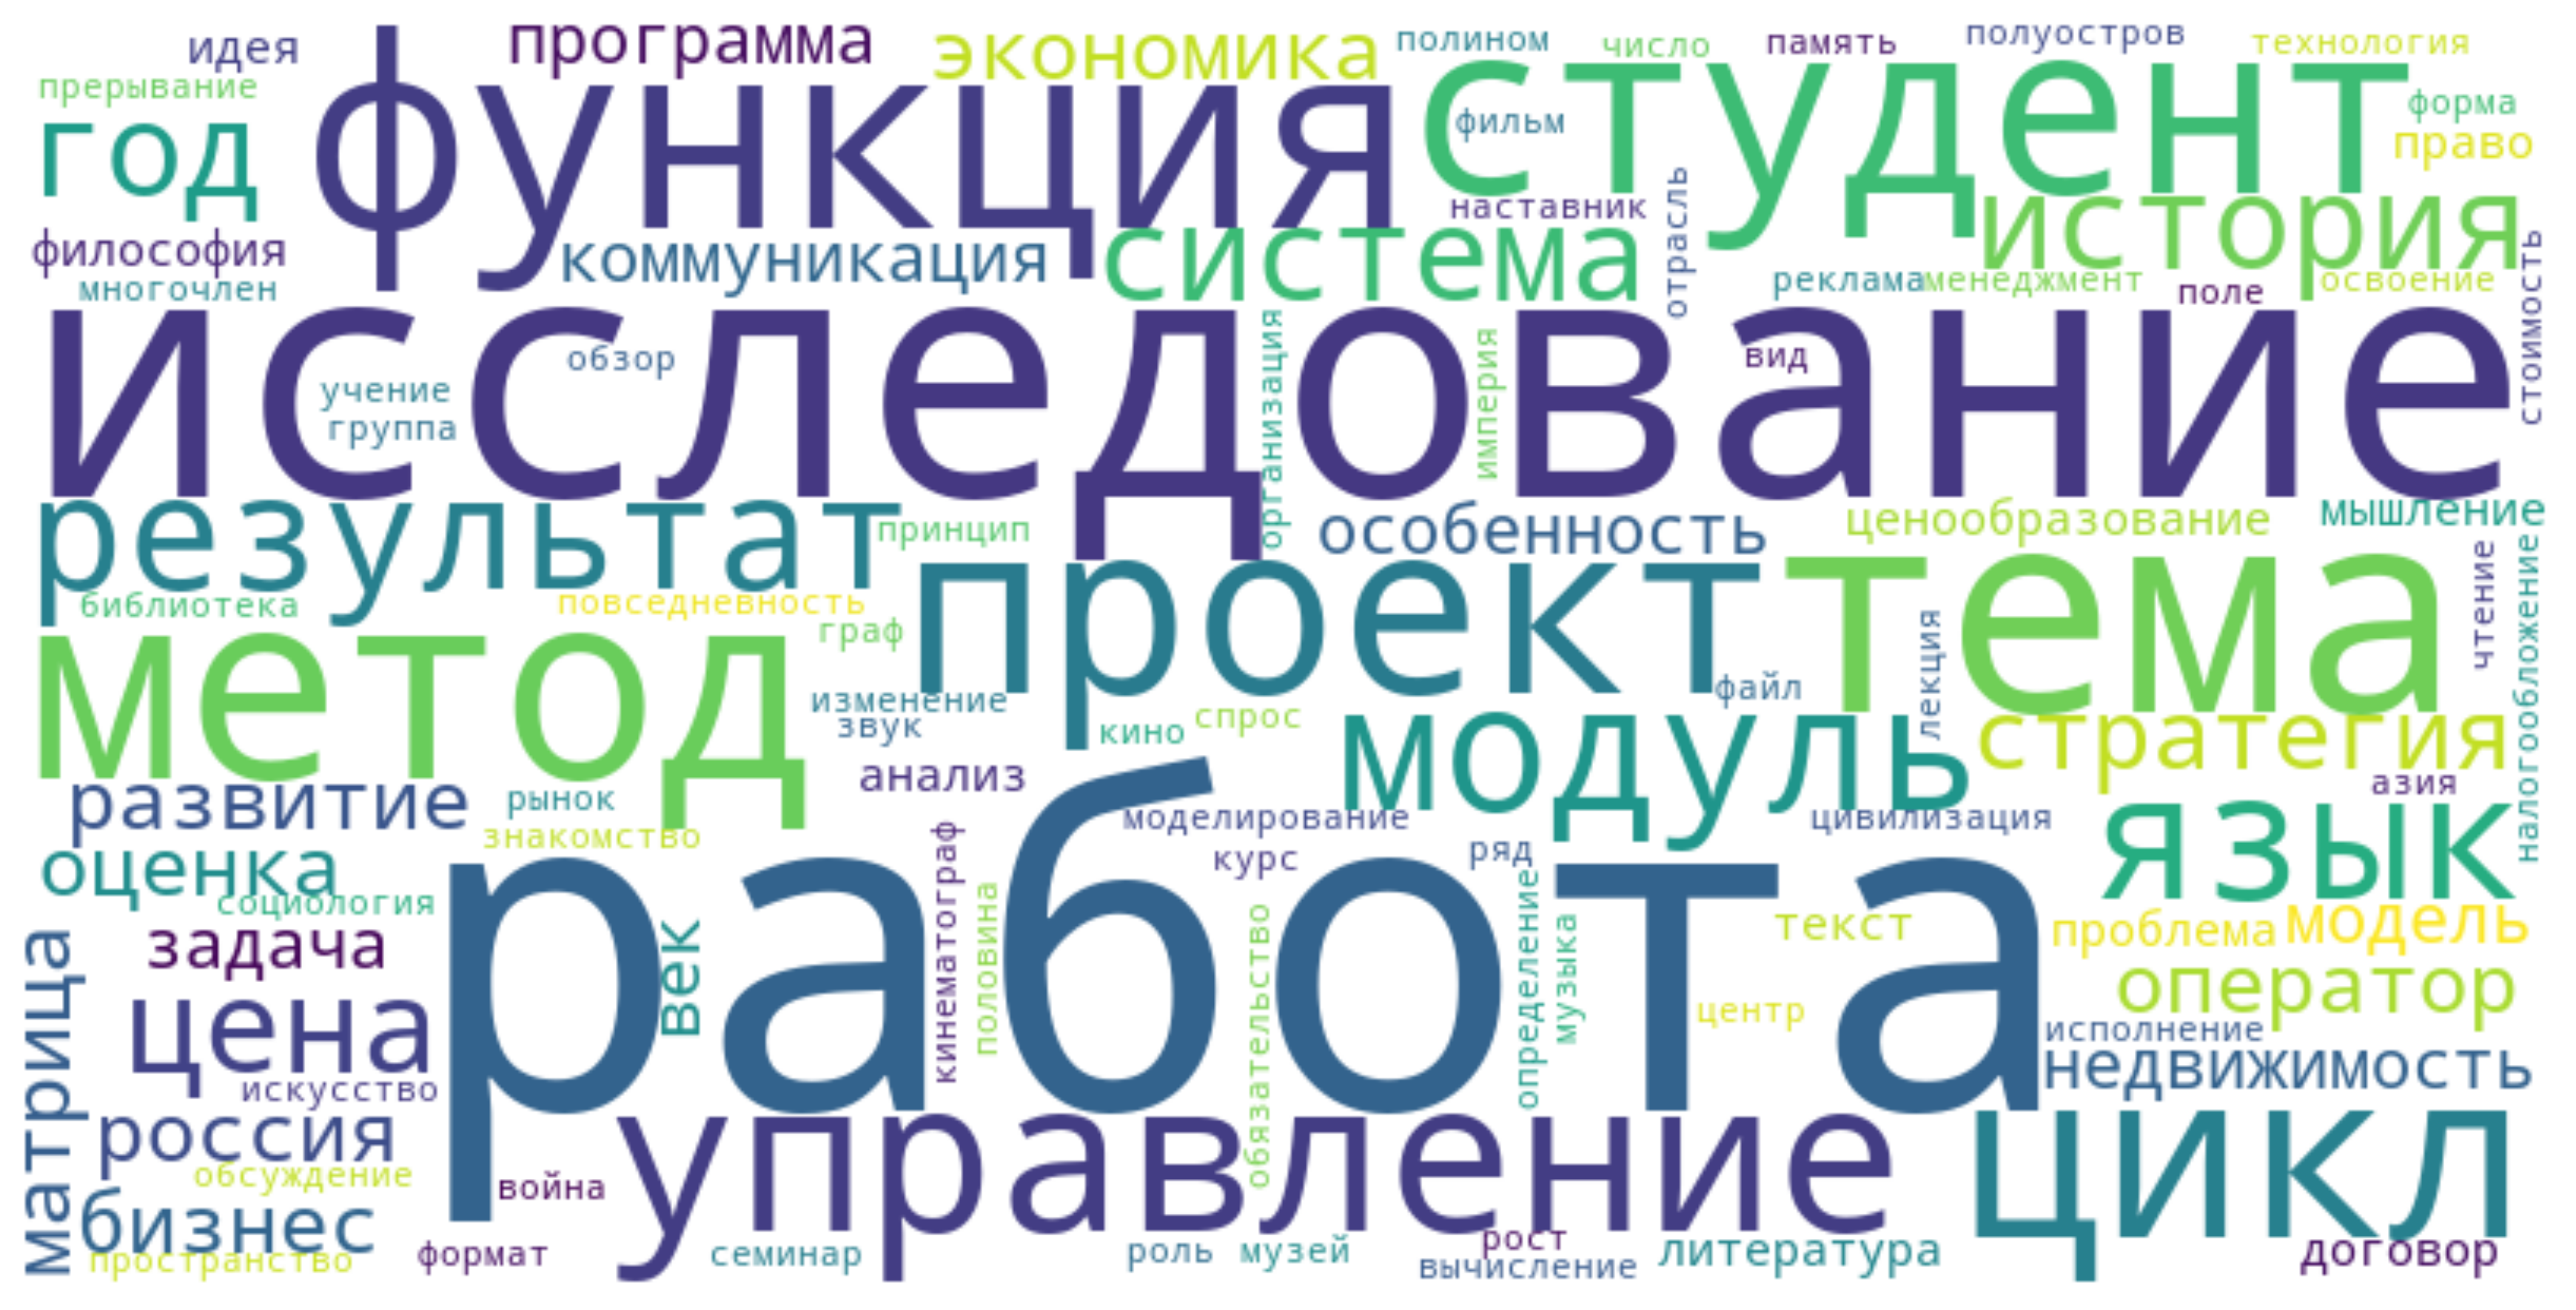 идея
программа
экономика
полином
число
память
полуостров
технология
прерывание
функция
студент
фильм
форма
право
год
наставник
отрасль
история
философия
коммуникация
система
стоимость
многочлен
реклама
менеджмент
поле
освоение
исследование
обзор
вид
учение
группа
организация
империя
результат
принцип
особенность
ценообразование
мышление
библиотека
повседневность
граф
проект
тема
чтение
налогообложение
метод
лекция
изменение
файл
звук
кино
спрос
модуль
стратегия
развитие
рынок
анализ
азия
знакомство
моделирование
цивилизация
язык
оценка
курс
ряд
социология
работа
кинематограф
половина
определение
обязательство
музыка
текст
проблема
модель
задача
век
матрица
центр
оператор
цена
исполнение
недвижимость
искусство
россия
управление
цикл
обсуждение
война
бизнес
пространство
формат
семинар
роль
музей
рост
вычисление
литература
договор